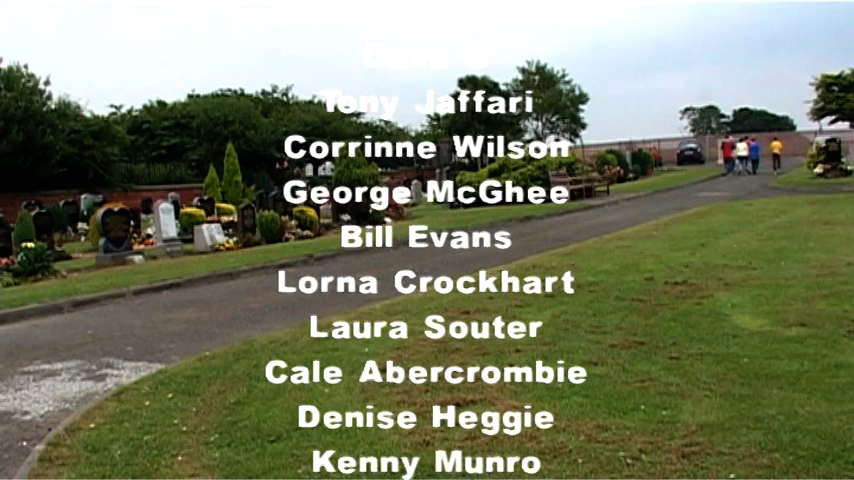 Tony Jaffari
Corrinne Wilson
George McGhee
Bill Evans
Lorna Crockhart
Laura Souter
Cale Abercrombie
Denise Heggie
Kenny Munro